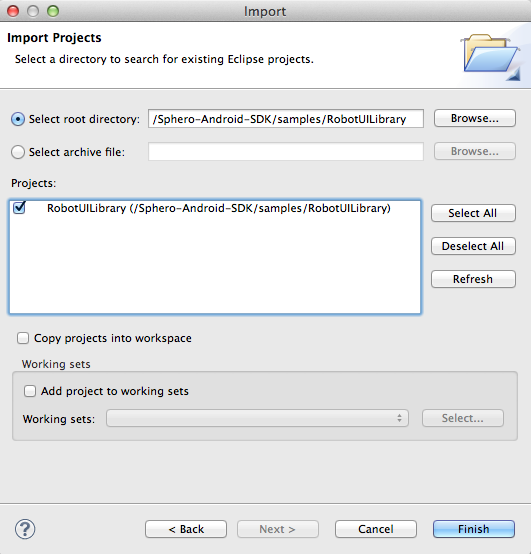 Import
Import Projects
Select a directory to search for existing Eclipse projects.
Select root directory: /Sphero-Android-SDK/samples/RobotUILibrary Browse...
Select archive file: Browse...
Projects:
RobotUILibrary (/Sphero-Android-SDK/samples/RobotUILibrary)
Select All
Deselect All
Refresh
Copy projects into workspace
Working sets
Add project to working sets
Working sets: Select...
? < Back Next > Cancel Finish